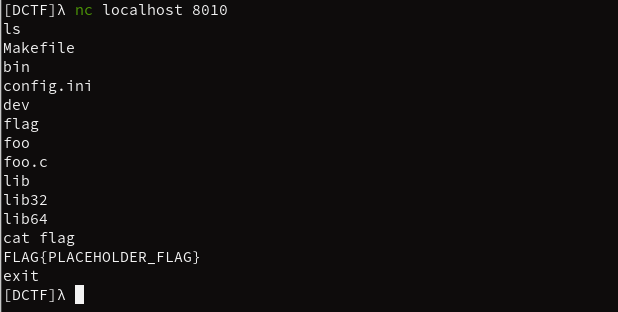 [DCTF]λ nc localhost 8010
ls
Makefile
bin
config.ini
dev
flag
foo
foo.c
lib
lib32
lib64
cat flag
FLAG{PLACEHOLDER_FLAG}
exit
[DCTF]λ